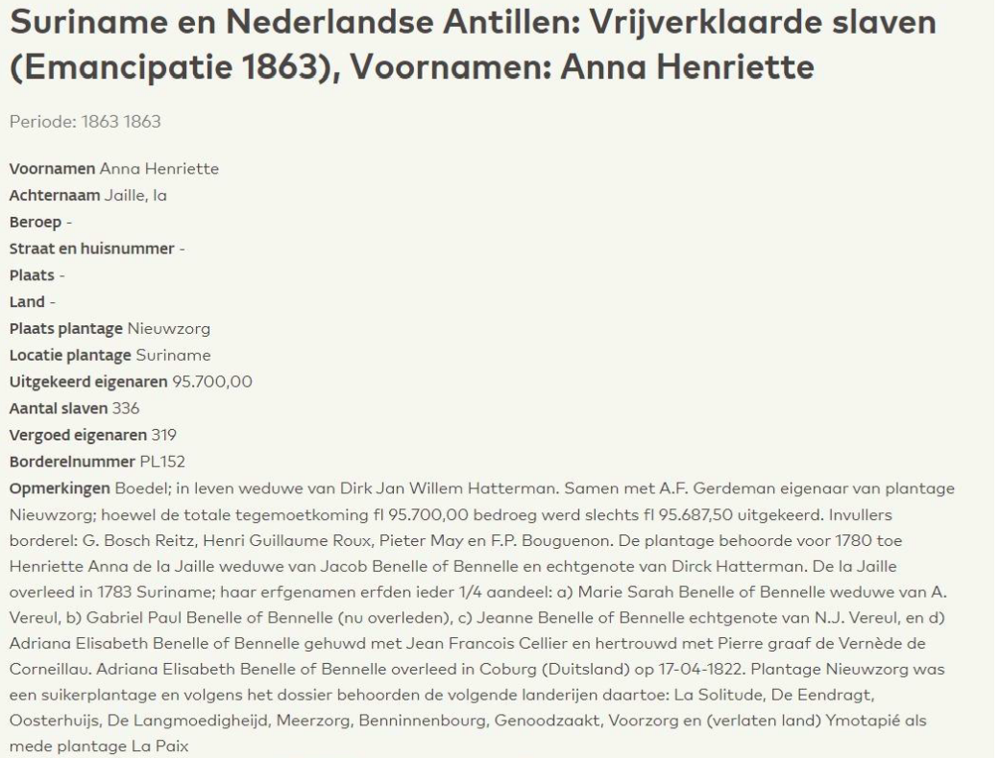 Suriname en Nederlandse Antillen: Vrijverklaarde slaven
(Emancipatie 1863), Voornamen: Anna Henriette
Periode: 1863 1863
Voornamen Anna Henriette
Achternaam Jaille, la
Beroep -
Straat en huisnummer -
Plaats -
Land -
Plaats plantage Nieuwzorg
Locatie plantage Suriname
Uitgekeerd eigenaren 95.700,00
Aantal slaven 336
Vergoed eigenaren 319
Borderelnummer PL152
Opmerkingen Boedel; in leven weduwe van Dirk Jan Willem Hatterman. Samen met A.F. Gerdeman eigenaar van plantage
Nieuwzorg; hoewel de totale tegemoetkoming fl 95.700,00 bedroeg werd slechts fl 95.687,50 uitgekeerd. Invullers
borderel: G. Bosch Reitz, Henri Guillaume Roux, Pieter May en F.P. Bouguenon. De plantage behoorde voor 1780 toe
Henriette Anna de la Jaille weduwe van Jacob Benelle of Bennelle en echtgenote van Dirck Hatterman. De la Jaille
overleed in 1783 Suriname; haar erfgenamen erfden ieder 1/4 aandeel: a) Marie Sarah Benelle of Bennelle weduwe van A.
Vereul, b) Gabriel Paul Benelle of Bennelle (nu overleden), c) Jeanne Benelle of Bennelle echtgenote van N.J. Vereul, en d)
Adriana Elisabeth Benelle of Bennelle gehuwd met Jean Francois Cellier en hertrouwd met Pierre graaf de Vernède de
Corneillau. Adriana Elisabeth Benelle of Bennelle overleed in Coburg (Duitsland) op 17-04-1822. Plantage Nieuwzorg was
een suikerplantage en volgens het dossier behoorden de volgende landerijen daartoe: La Solitude, De Eendragt,
Oosterhuijs, De Langmoedigheijd, Meerzorg, Benninnenbourg, Genoodzaakt, Voorzorg en (verlaten land) Ymotapié als
mede plantage La Paix